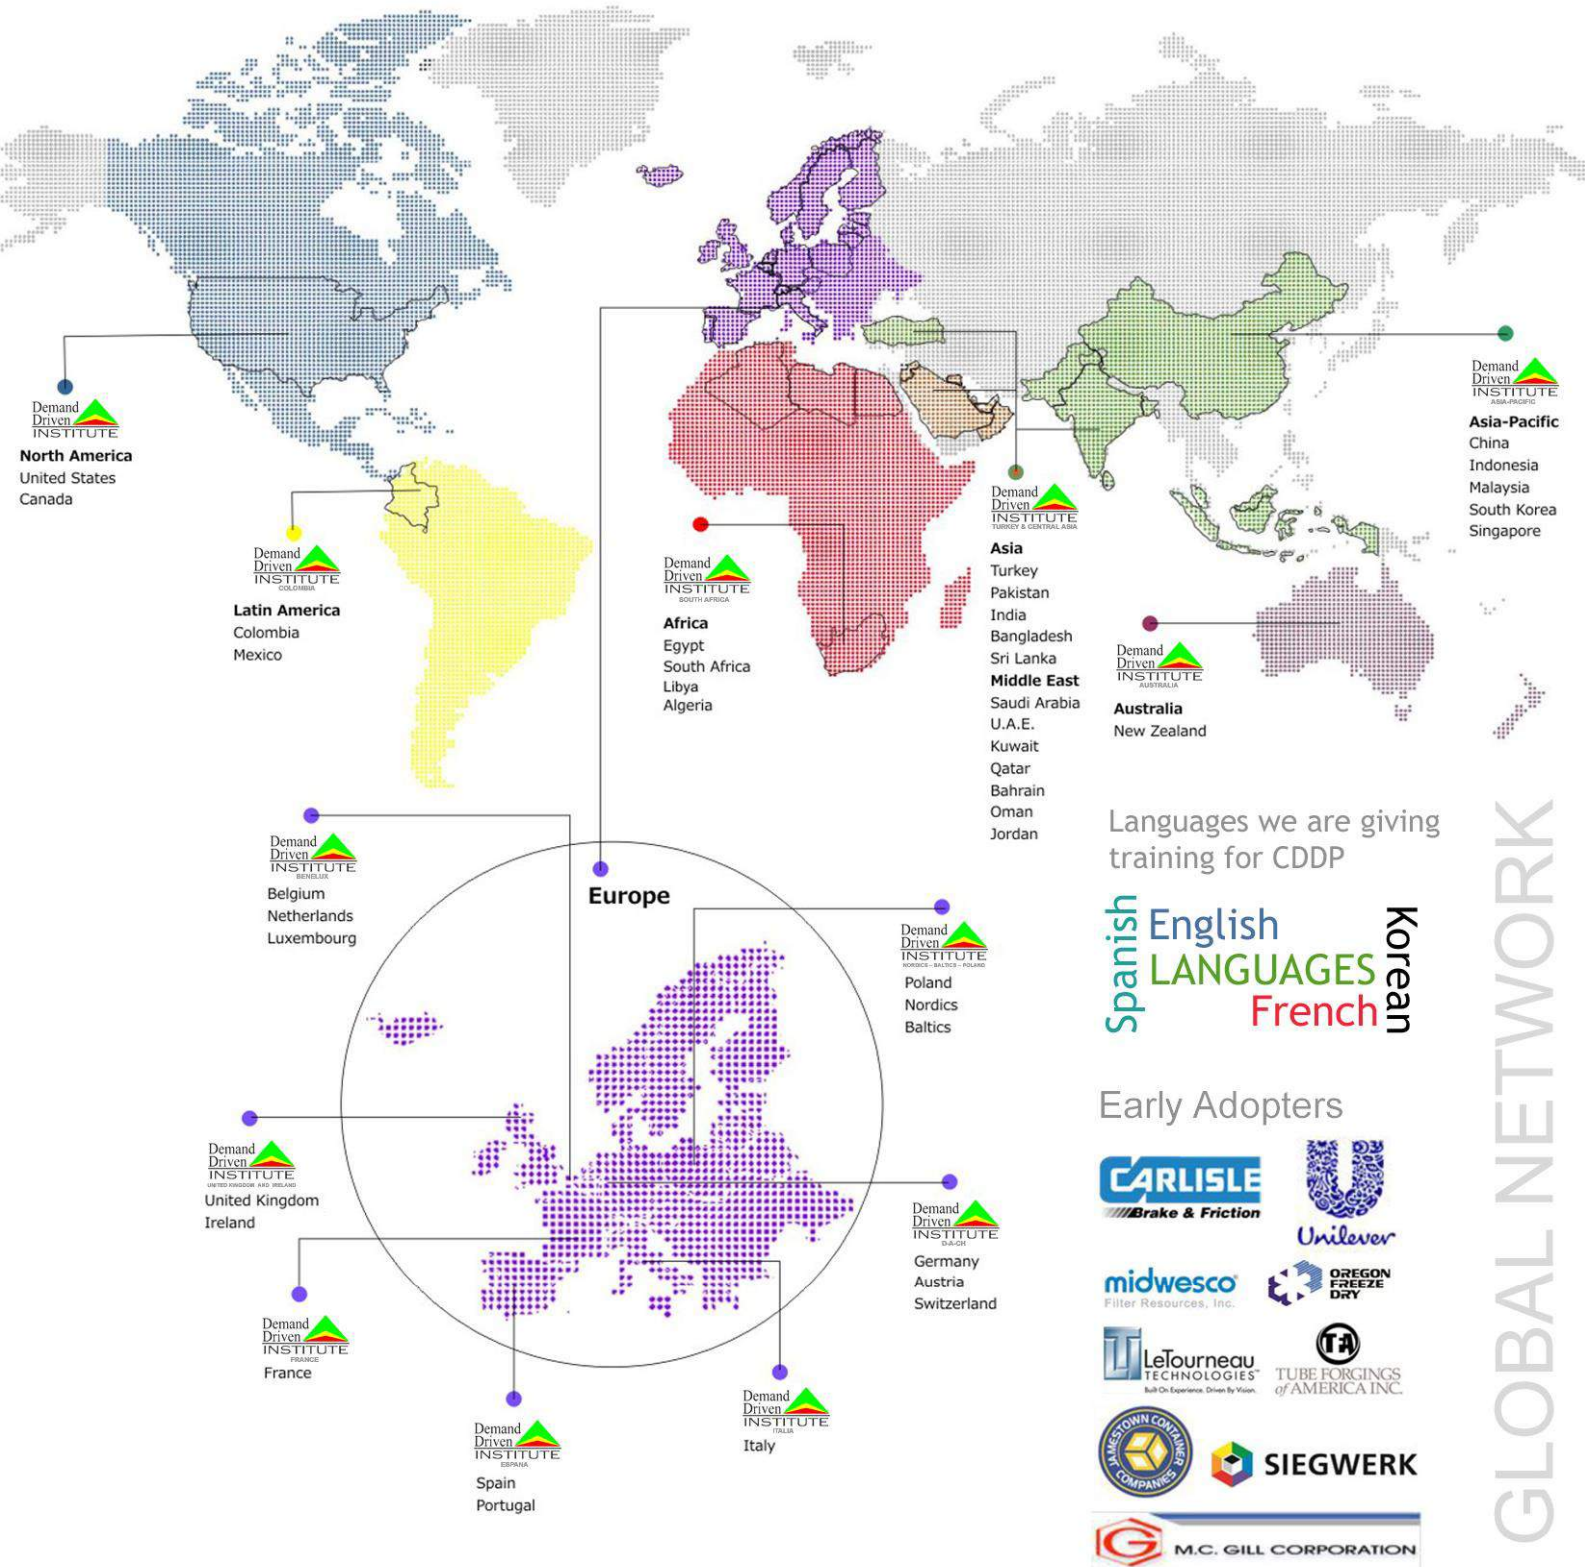 Demand
Driven
INSTITUTE
North America
United States
Canada
Demand
Driven
INSTITUTE
COLOMBIA
Latin America
Colombia
Mexico
Demand
Driven
INSTITUTE
SOUTH AFRICA
Africa
Egypt
South Africa
Libya
Algeria
Demand
Driven
INSTITUTE
TURKEY & CENTRAL ASIA
Asia
Turkey
Pakistan
India
Bangladesh
Sri Lanka
Middle East
Saudi Arabia
U.A.E.
Kuwait
Qatar
Bahrain
Oman
Jordan
Demand
Driven
INSTITUTE
ASIA-PACIFIC
Asia-Pacific
China
Indonesia
Malaysia
South Korea
Singapore
Demand
Driven
INSTITUTE
AUSTRALIA
Australia
New Zealand
Demand
Driven
INSTITUTE
BENELUX
Belgium
Netherlands
Luxembourg
Europe
Demand
Driven
INSTITUTE
NORDICS - BALTICS - POLAND
Poland
Nordics
Baltics
Demand
Driven
INSTITUTE
UNITED KINGDOM AND IRELAND
United Kingdom
Ireland
Demand
Driven
INSTITUTE
D-A-CH
Germany
Austria
Switzerland
Demand
Driven
INSTITUTE
FRANCE
France
Demand
Driven
INSTITUTE
ESPANA
Spain
Portugal
Demand
Driven
INSTITUTE
ITALIA
Italy
Languages we are giving
training for CDDP
Spanish
English
LANGUAGES
French
Korean
Early Adopters
CARLISLE
Brake & Friction
Unilever
midwesco
Filter Resources, Inc.
OREGON
FREEZE
DRY
LeTourneau
TECHNOLOGIES™
Built On Experience. Driven By Vision.
TFA
TUBE FORGINGS
of AMERICA INC.
JAMESTOWN CONTAINER
COMPANIES
SIEGWERK
G
M.C. GILL CORPORATION
GLOBAL NETWORK